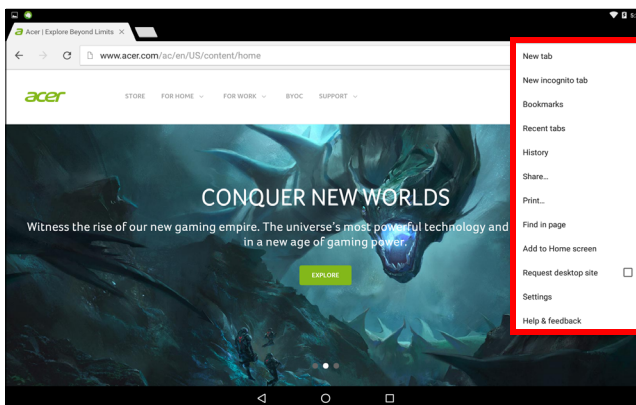 5:
Acer | Explore Beyond Limits
www.acer.com/ac/en/US/content/home
acer
STORE FOR HOME FOR WORK BYOC SUPPORT
CONQUER NEW WORLDS
Witness the rise of our new gaming empire. The universe's most powerful technology and
in a new age of gaming power.
EXPLORE
New tab
New incognito tab
Bookmarks
Recent tabs
History
Share...
Print...
Find in page
Add to Home screen
Request desktop site
Settings
Help & feedback